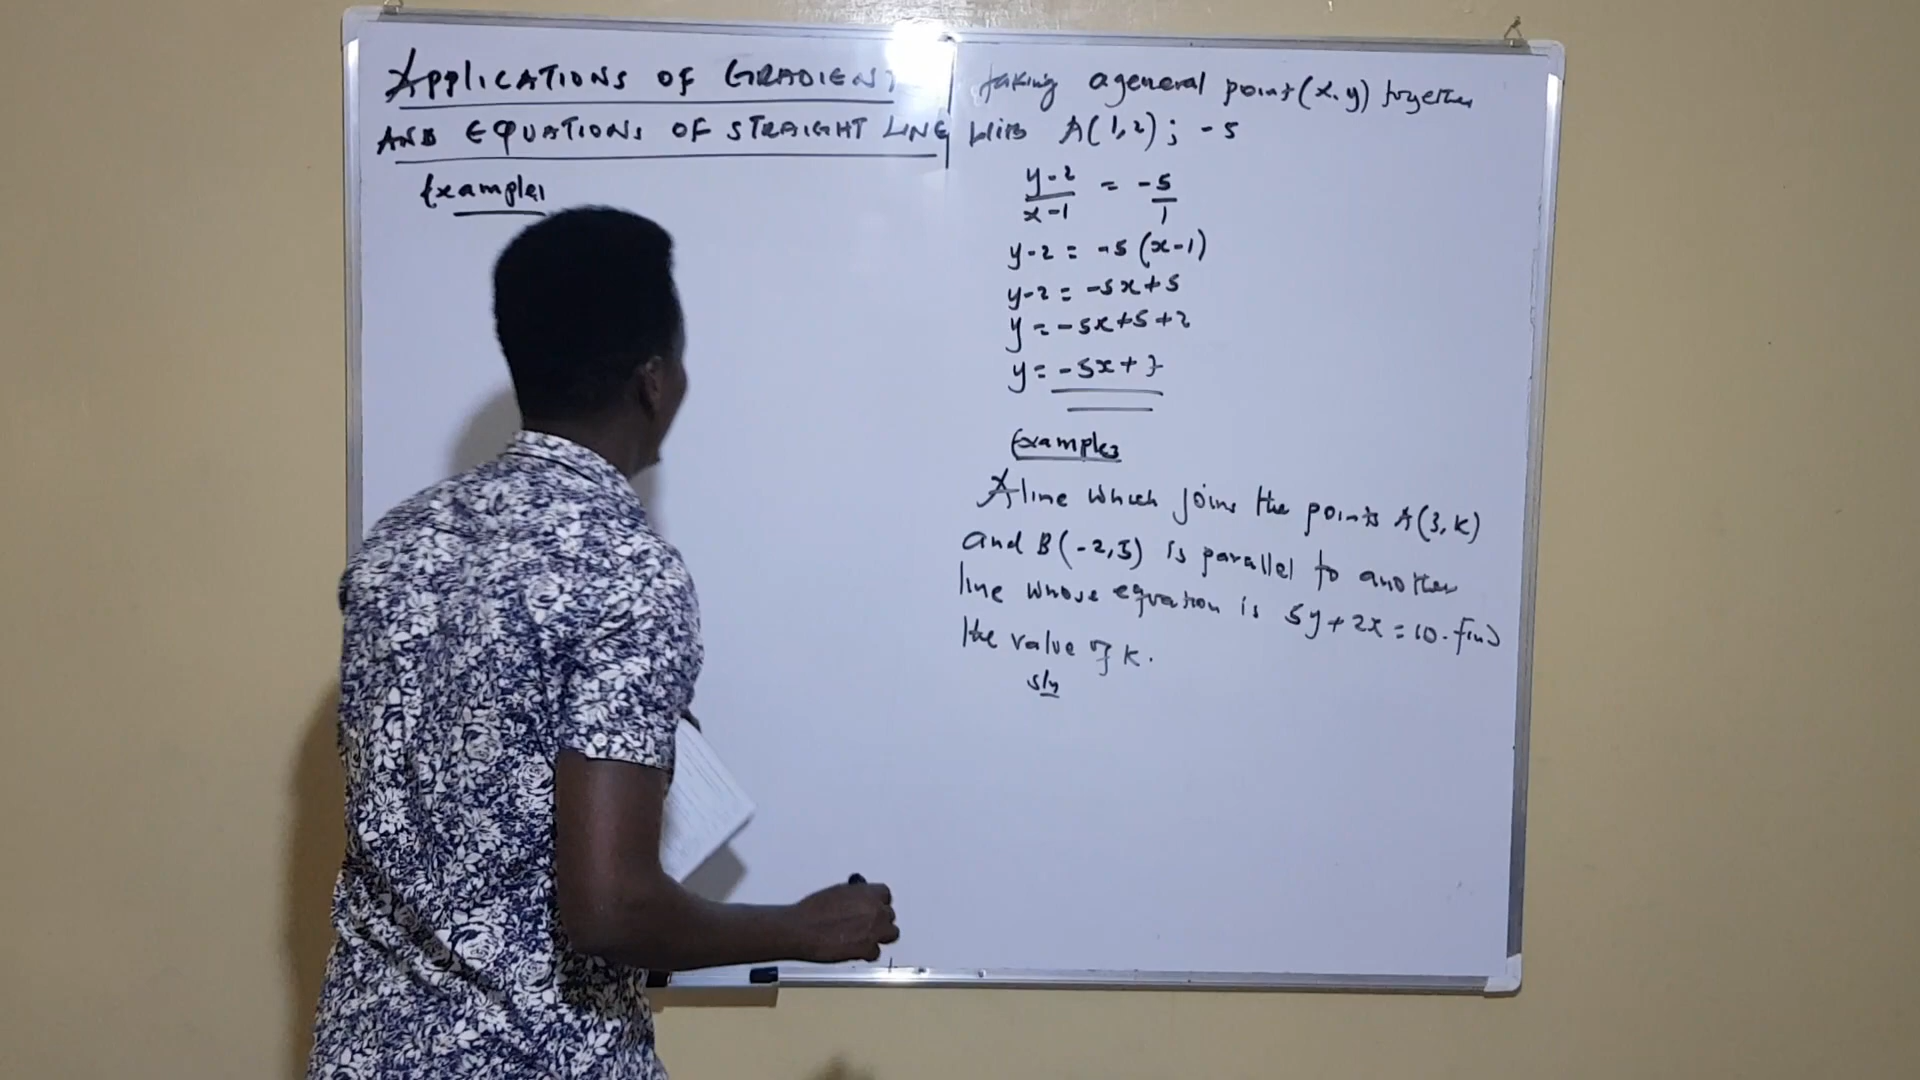 APPLICATIONS OF GRADIENT
AND EQUATIONS OF STRAIGHT LINE
Examples
taking a general point (x, y) together
with A(1,2); -5
y-2 / x-1 = -5 / 1
y-2 = -5(x-1)
y-2 = -5x+5
y = -5x+5+2
y = -5x+7
Examples
A line which joins the points A(3, K)
and B(-2,5) is parallel to another
line whose equation is 5y+2x=10. find
the value of K.
sln